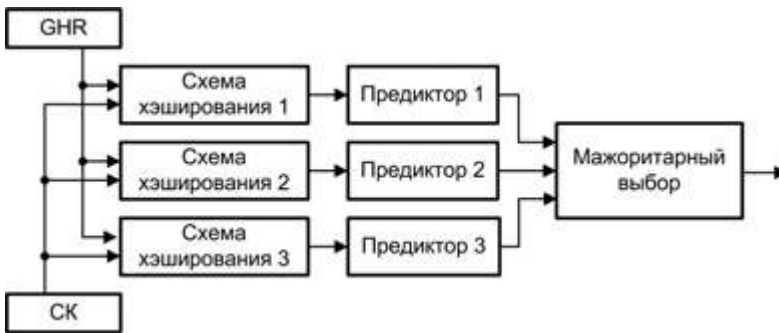 GHR
Схема
хэширования 1
Предиктор 1
Схема
хэширования 2
Предиктор 2
Мажоритарный
выбор
Схема
хэширования 3
Предиктор 3
СК